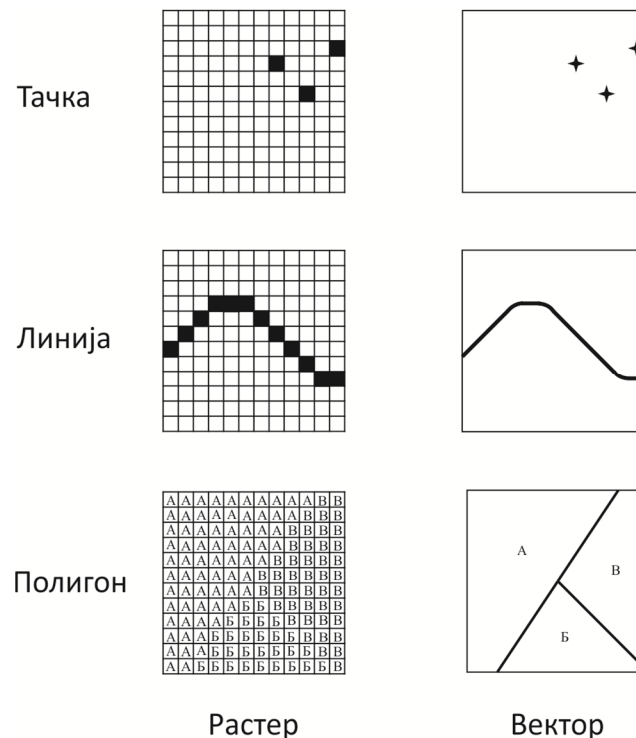 Тачка
Линија
Полигон
А А А А А А А А А А В В
А А А А А А А А А В В В
А А А А А А А А В В В В
А А А А А А А А В В В В
А А А А А А А В В В В В
А А А А А А В В В В В В
А А А А А А В В В В В В
А А А А А Б Б В В В В В
А А А А Б Б Б Б В В В В
А А А Б Б Б Б Б Б В В В
А А А Б Б Б Б Б Б Б В В
А А Б Б Б Б Б Б Б Б Б В
А
В
Б
Растер
Вектор